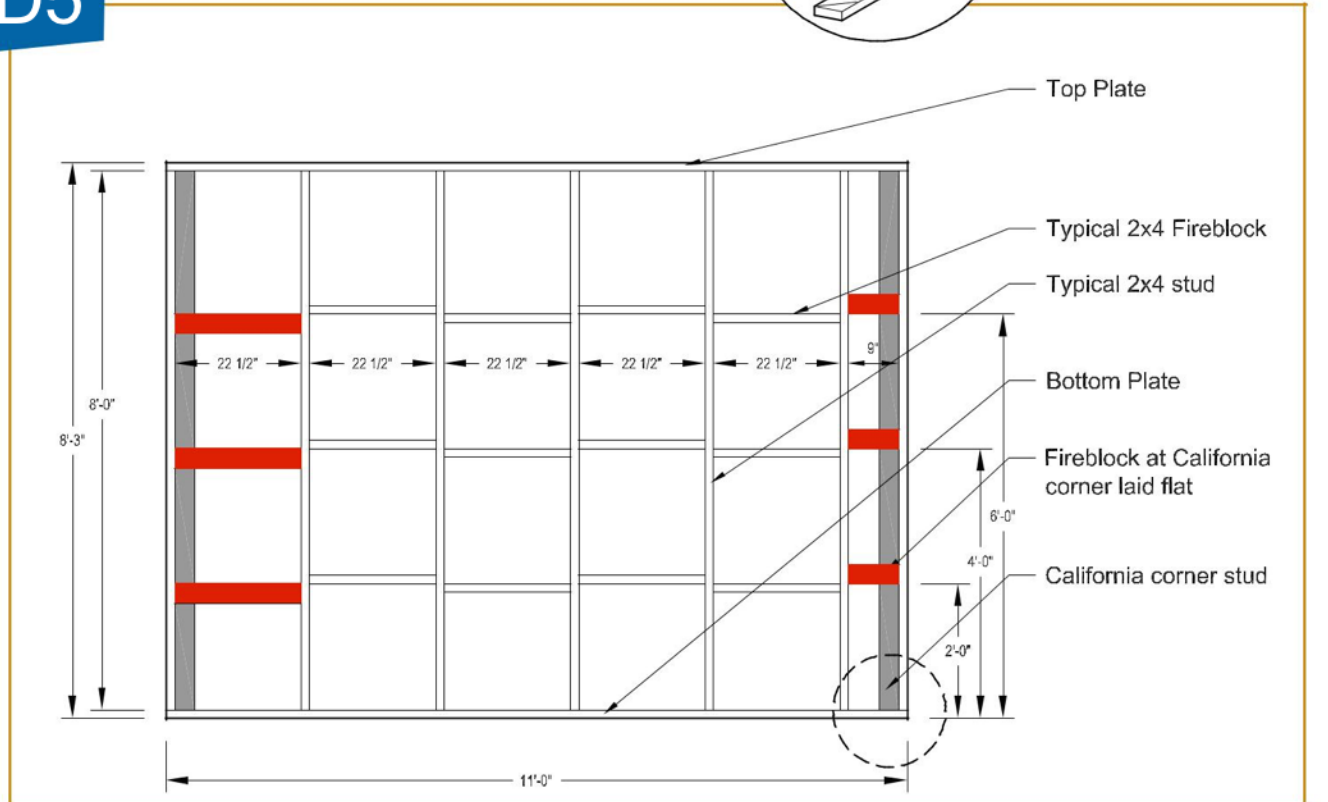 D5
Top Plate
Typical 2x4 Fireblock
Typical 2x4 stud
22 1/2"
22 1/2"
22 1/2"
22 1/2"
22 1/2"
9"
Bottom Plate
8'-0"
8'-3"
Fireblock at California
corner laid flat
6'-0"
4'-0"
California corner stud
2'-0"
11'-0"